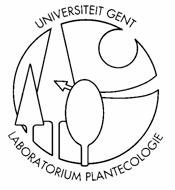 UNIVERSITEIT GENT
LABORATORIUM PLANTECOLOGIE